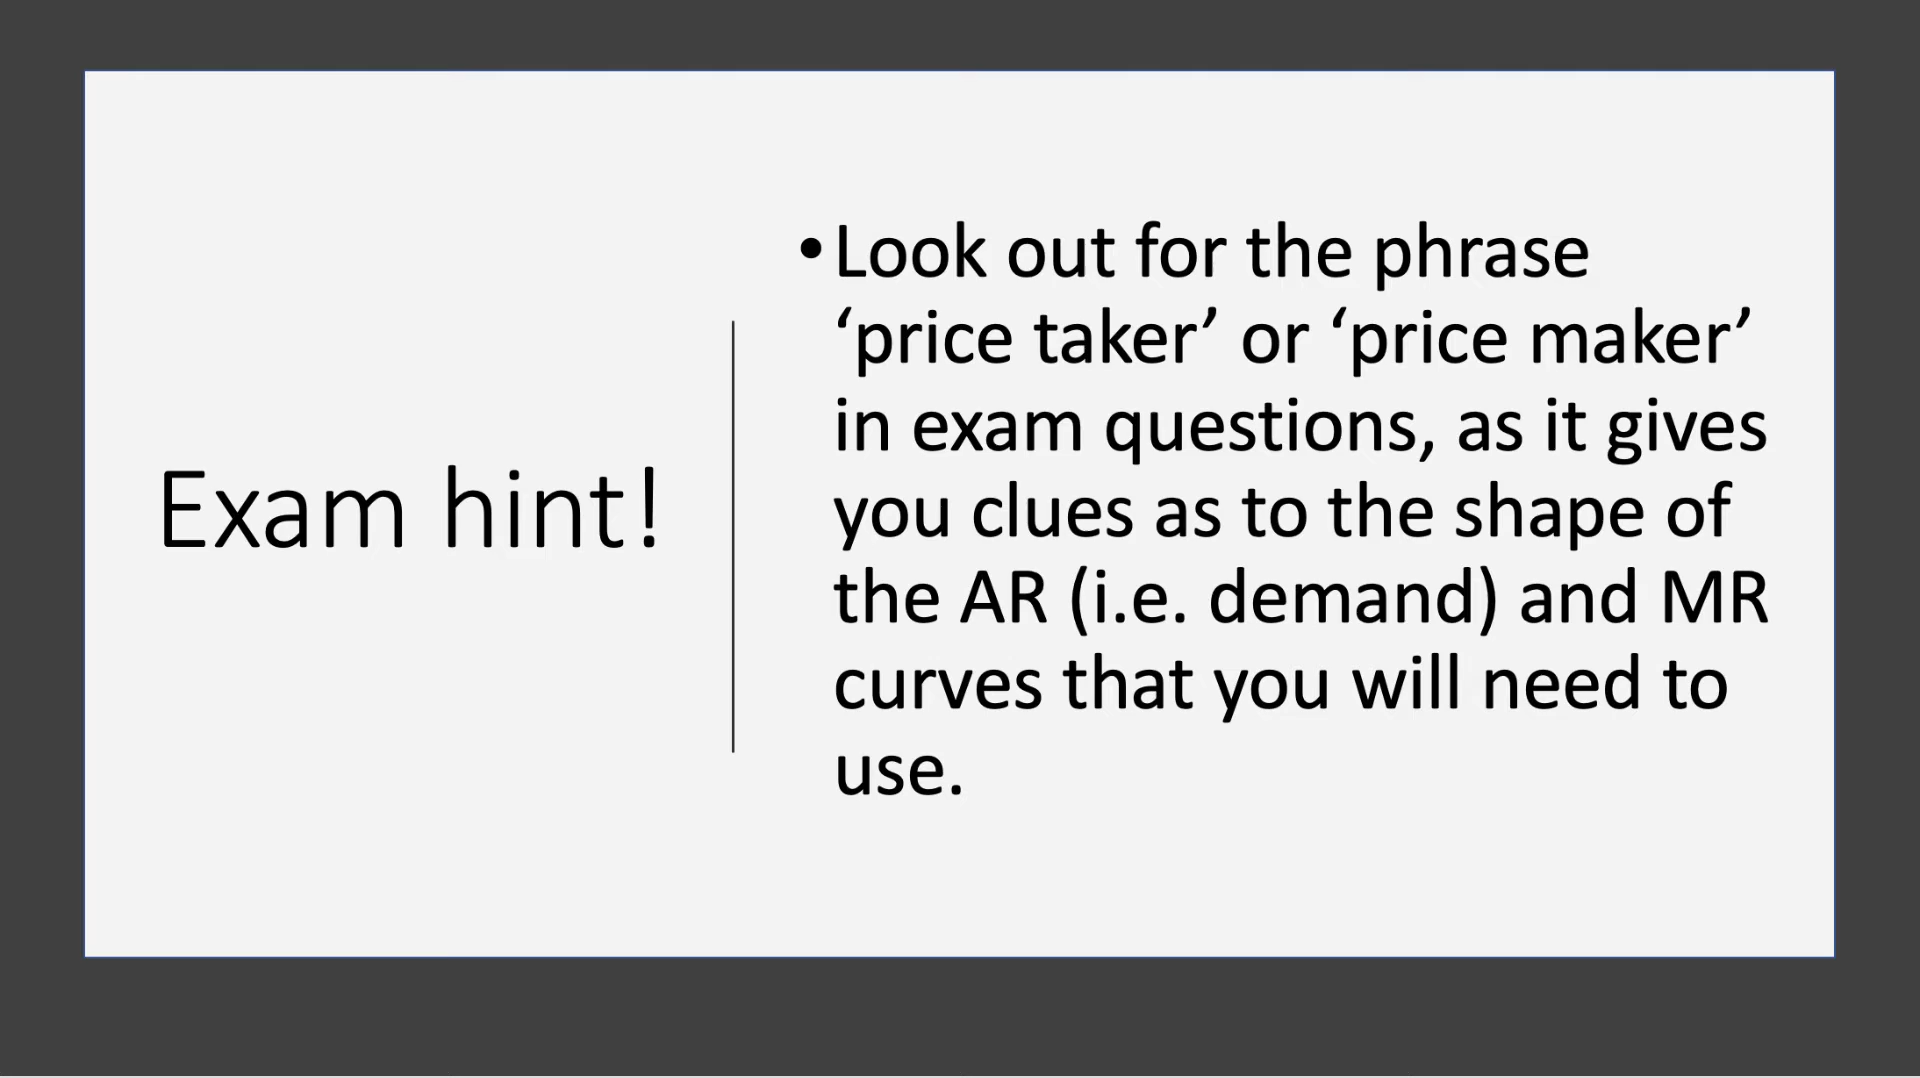 Exam hint!
•Look out for the phrase
‘price taker’ or ‘price maker’
in exam questions, as it gives
you clues as to the shape of
the AR (i.e. demand) and MR
curves that you will need to
use.